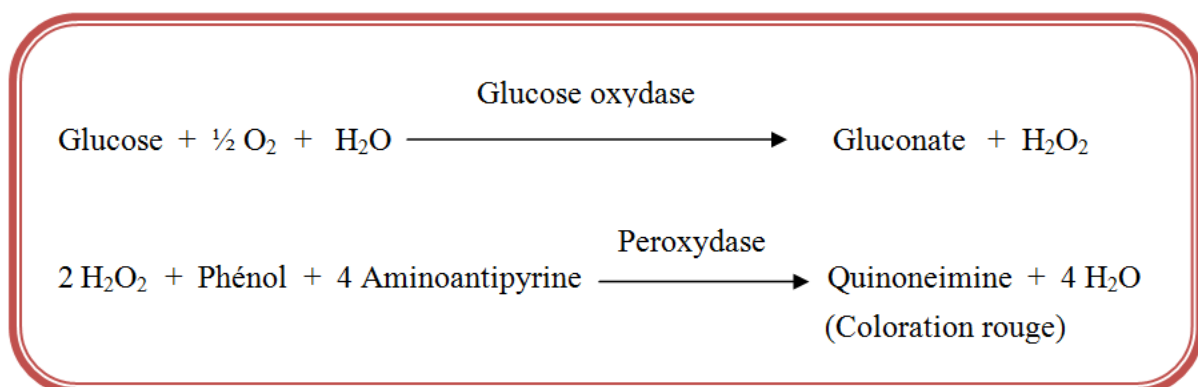 Glucose oxydase
Glucose + ½ O₂ + H₂O ⟶ Gluconate + H₂O₂
Peroxydase
2 H₂O₂ + Phénol + 4 Aminoantipyrine ⟶ Quinoneimine + 4 H₂O
(Coloration rouge)